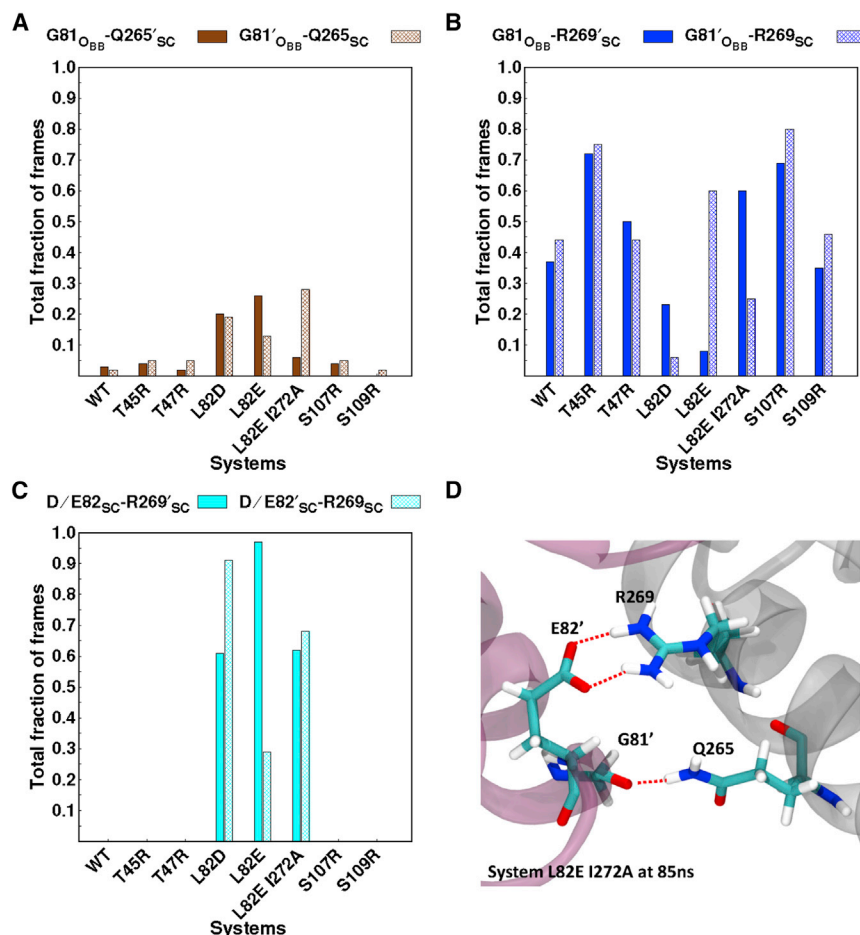 A
G81OBB-Q265′SC G81′OBB-Q265SC
Total fraction of frames
1.0
0.9
0.8
0.7
0.6
0.5
0.4
0.3
0.2
0.1
WT T45R T47R L82D L82E L82E I272A S107R S109R
Systems
B
G81OBB-R269′SC G81′OBB-R269SC
Total fraction of frames
1.0
0.9
0.8
0.7
0.6
0.5
0.4
0.3
0.2
0.1
WT T45R T47R L82D L82E L82E I272A S107R S109R
Systems
C
D/E82SC-R269′SC D/E82′SC-R269SC
Total fraction of frames
1.0
0.9
0.8
0.7
0.6
0.5
0.4
0.3
0.2
0.1
WT T45R T47R L82D L82E L82E I272A S107R S109R
Systems
D
R269
E82'
G81'
Q265
System L82E I272A at 85ns